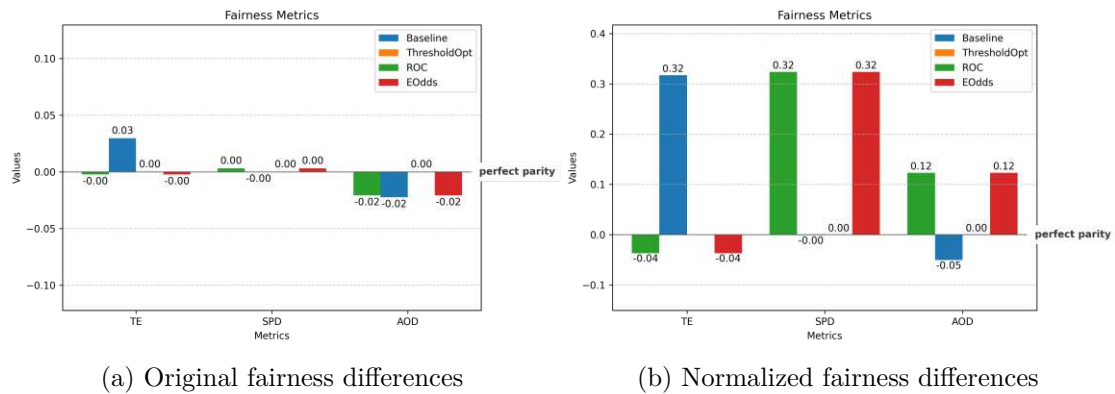 Fairness Metrics
Baseline
ThresholdOpt
ROC
EOdds
0.10
0.05
0.00
−0.05
−0.10
Values
-0.00
0.03
0.00
-0.00
0.00
-0.00
0.00
0.00
-0.02
-0.02
0.00
-0.02
perfect parity
TE
SPD
AOD
Metrics
(a) Original fairness differences
Fairness Metrics
Baseline
ThresholdOpt
ROC
EOdds
0.4
0.3
0.2
0.1
0.0
−0.1
Values
-0.04
0.32
0.00
-0.04
0.32
-0.00
0.00
0.32
0.12
-0.05
0.00
0.12
perfect parity
TE
SPD
AOD
Metrics
(b) Normalized fairness differences